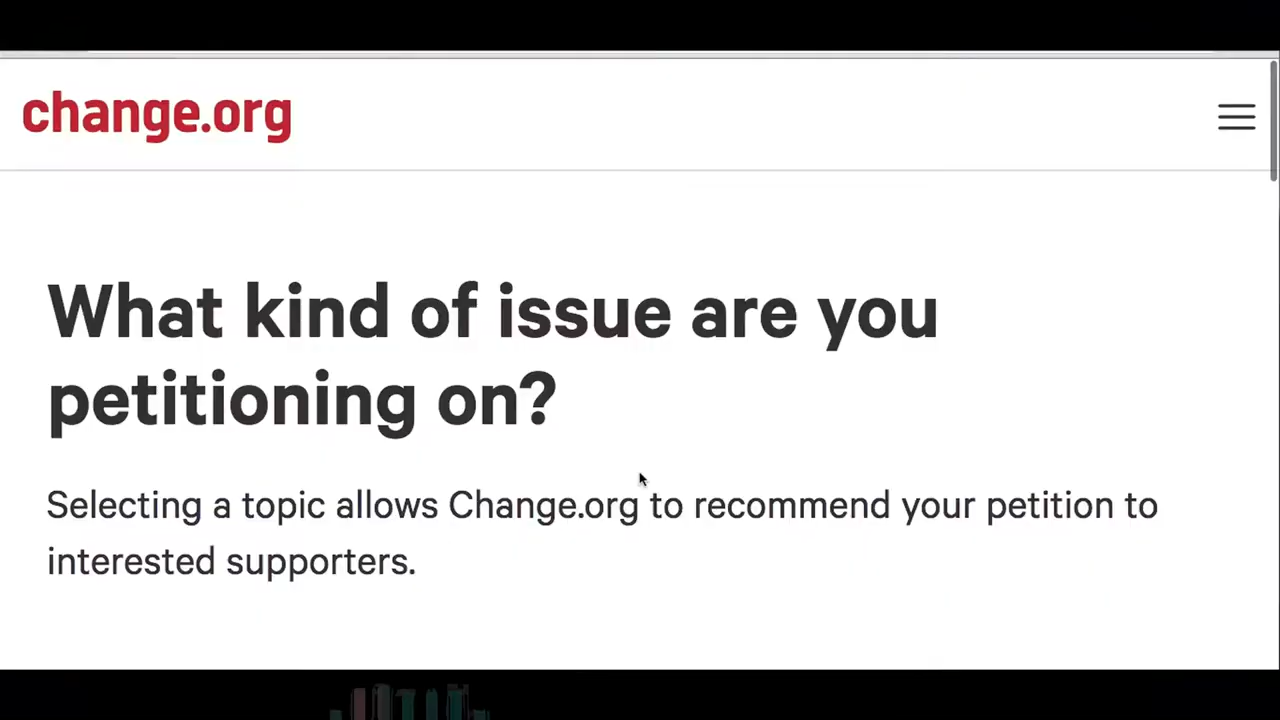 change.org
What kind of issue are you
petitioning on?
Selecting a topic allows Change.org to recommend your petition to
interested supporters.